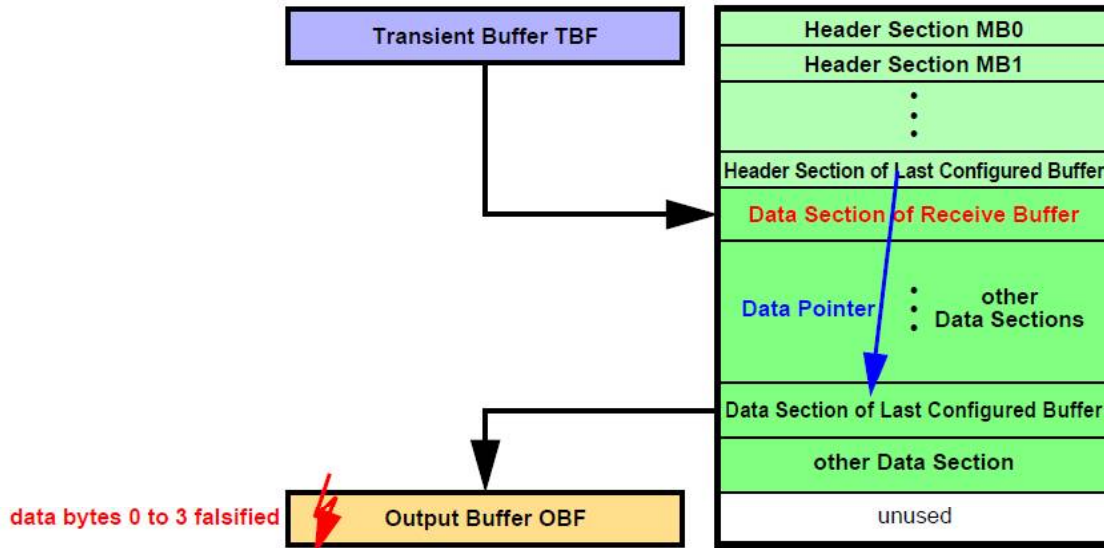 Transient Buffer TBF
Header Section MB0
Header Section MB1
Header Section of Last Configured Buffer
Data Section of Receive Buffer
Data Pointer
other
Data Sections
Data Section of Last Configured Buffer
other Data Section
data bytes 0 to 3 falsified
Output Buffer OBF
unused